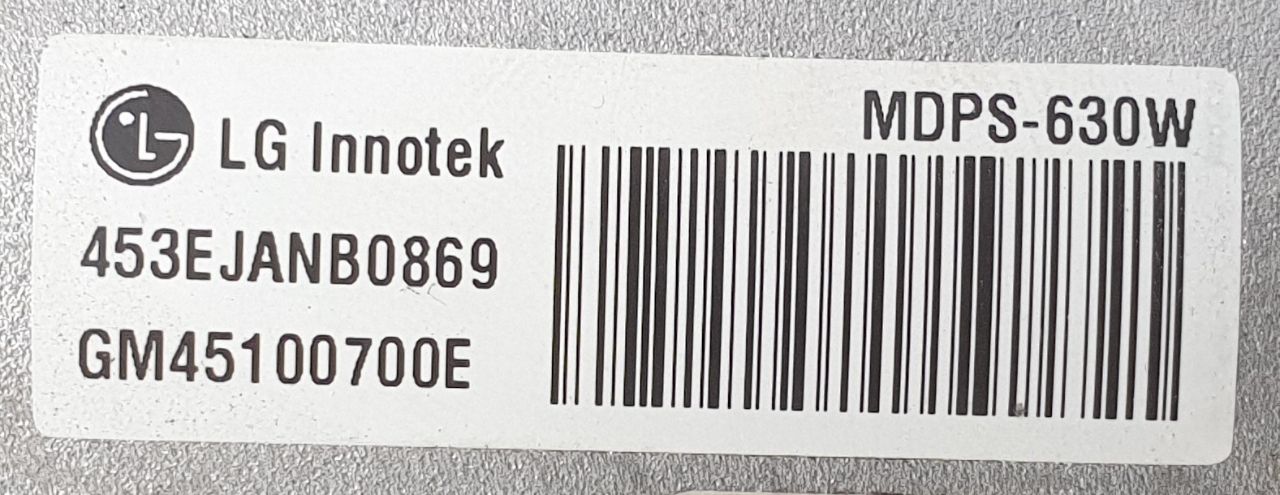 LG Innotek
MDPS-630W
453EJANB0869
GM45100700E